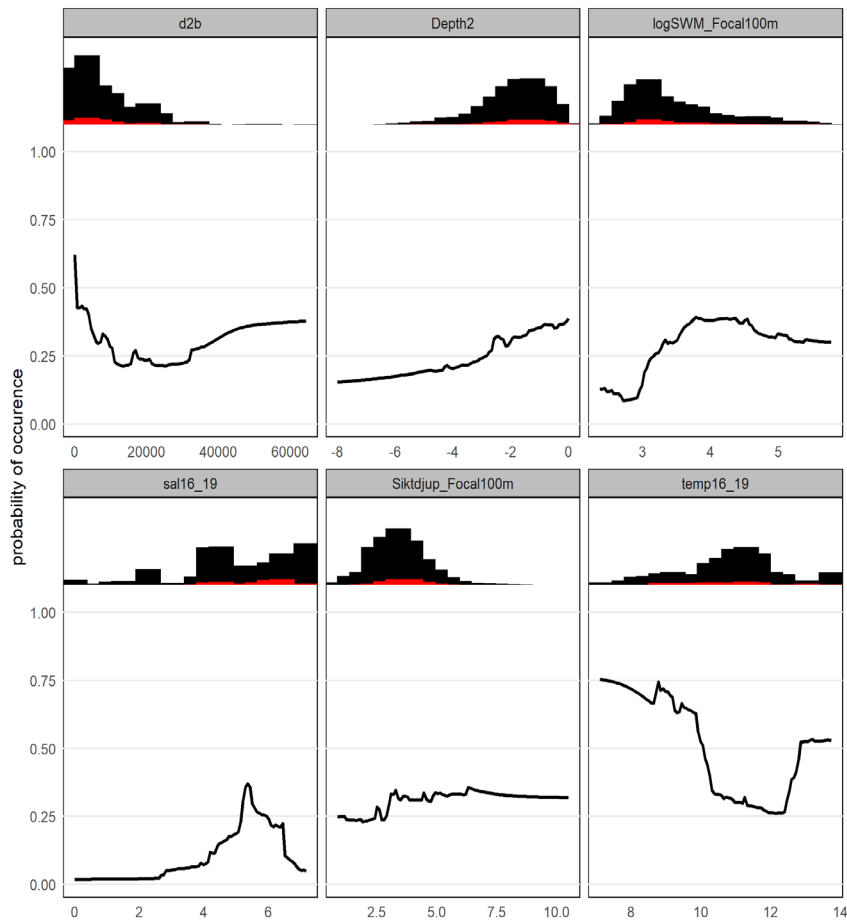 d2b Depth2 logSWM_Focal100m
1.00
0.75
0.50
0.25
0.00
0 20000 40000 60000 -8 -6 -4 -2 0 3 4 5
probability of occurence
sal16_19 Siktdjup_Focal100m temp16_19
1.00
0.75
0.50
0.25
0.00
0 2 4 6 2.5 5.0 7.5 10.0 8 10 12 14